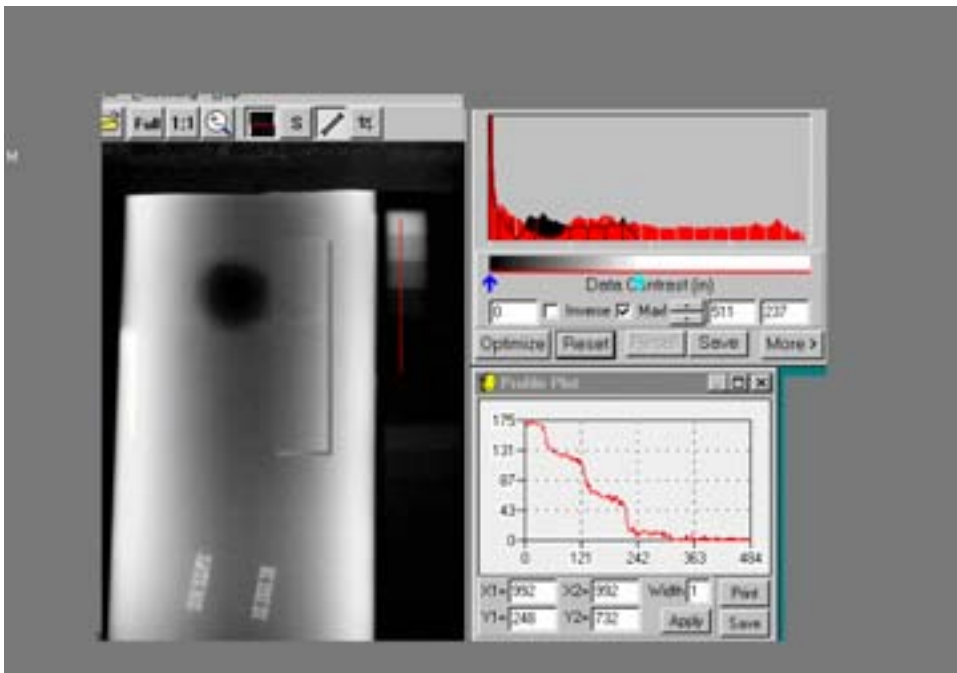 M
Full 1:1 S
Data Contrast (in)
0 Inverse 511 237
Optimize Reset Save More >
Profile Plot
175
131
87
43
0
0 121 242 363 484
X1= 992 X2= 992 Width 1 Print
Y1= 248 Y2= 732 Apply Save